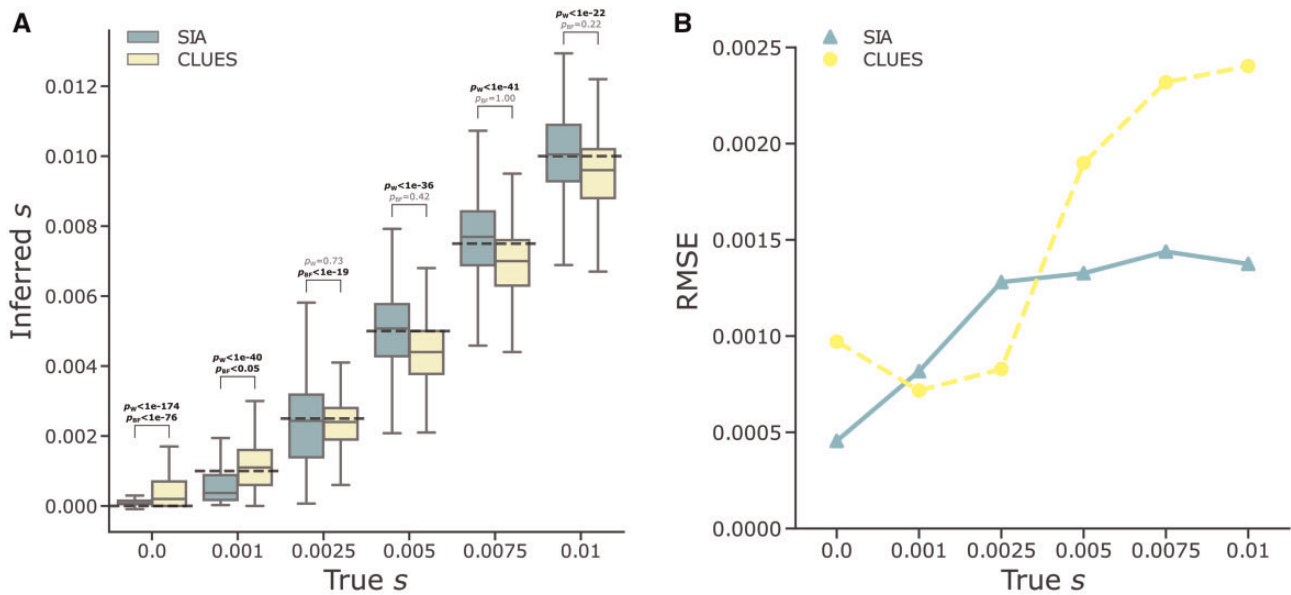 A
SIA
CLUES
Inferred s
0.012
0.010
0.008
0.006
0.004
0.002
0.000
pW<1e-174
pBF<1e-76
pW<1e-40
pBF<0.05
pW=0.73
pBF<1e-19
pW<1e-36
pBF=0.42
pW<1e-41
pBF=1.00
pW<1e-22
pBF=0.22
0.0 0.001 0.0025 0.005 0.0075 0.01
True s
B
SIA
CLUES
RMSE
0.0025
0.0020
0.0015
0.0010
0.0005
0.0000
0.0 0.001 0.0025 0.005 0.0075 0.01
True s